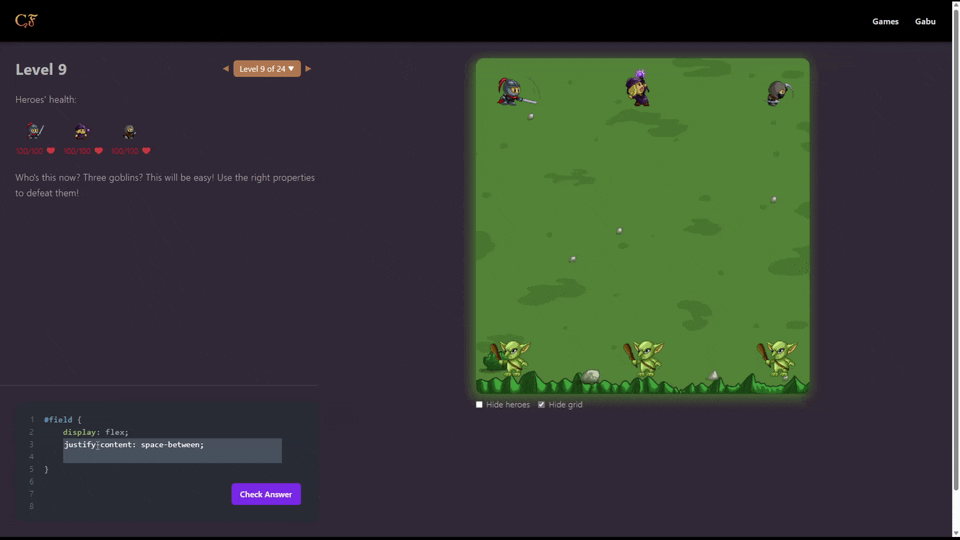 CF
Games
Gabu
Level 9
◀ Level 9 of 24 ▼ ▶
Heroes' health:
100/100 100/100 100/100
Who's this now? Three goblins? This will be easy! Use the right properties
to defeat them!
Hide heroes
Hide grid
1 #field {
2 display: flex;
3 justify-content: space-between;
4
5 }
6
7
8
Check Answer